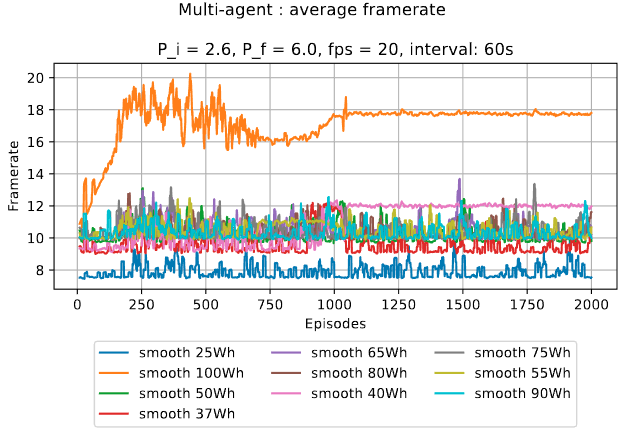 Multi-agent : average framerate
P_i = 2.6, P_f = 6.0, fps = 20, interval: 60s
20
18
16
14
12
10
8
Framerate
0 250 500 750 1000 1250 1500 1750 2000
Episodes
smooth 25Wh smooth 65Wh smooth 75Wh
smooth 100Wh smooth 80Wh smooth 55Wh
smooth 50Wh smooth 40Wh smooth 90Wh
smooth 37Wh